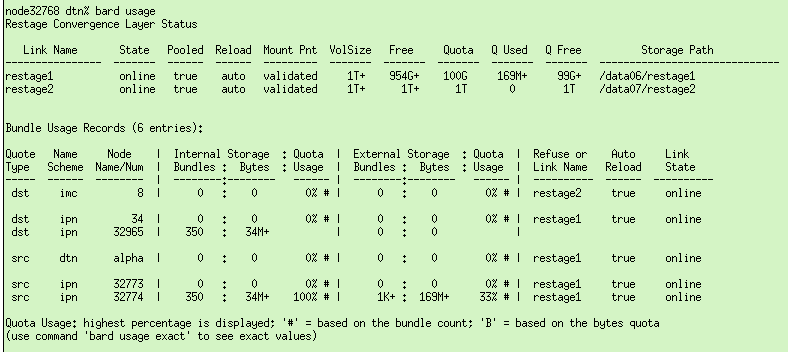 node32768 dtn% bard usage
Restage Convergence Layer Status
Link Name State Pooled Reload Mount Pnt VolSize Free Quota Q Used Q Free Storage Path
restage1 online true auto validated 1T+ 954G+ 100G 169M+ 99G+ /data06/restage1
restage2 online true auto validated 1T+ 1T+ 1T 0 1T /data07/restage2
Bundle Usage Records (6 entries):
Quote Name Node | Internal Storage : Quota | External Storage : Quota | Refuse or Auto Link
Type Scheme Name/Num | Bundles : Bytes : Usage | Bundles : Bytes : Usage | Link Name Reload State
dst imc 8 | 0 : 0 0% # | 0 : 0 0% # | restage2 true online
dst ipn 34 | 0 : 0 0% # | 0 : 0 0% # | restage1 true online
dst ipn 32965 | 350 : 34M+ | 0 : 0 |
src dtn alpha | 0 : 0 0% # | 0 : 0 0% # | restage1 true online
src ipn 32773 | 0 : 0 0% # | 0 : 0 0% # | restage1 true online
src ipn 32774 | 350 : 34M+ 100% # | 1K+ : 169M+ 33% # | restage1 true online
Quota Usage: highest percentage is displayed; '#' = based on the bundle count; 'B' = based on the bytes quota
(use command 'bard usage exact' to see exact values)